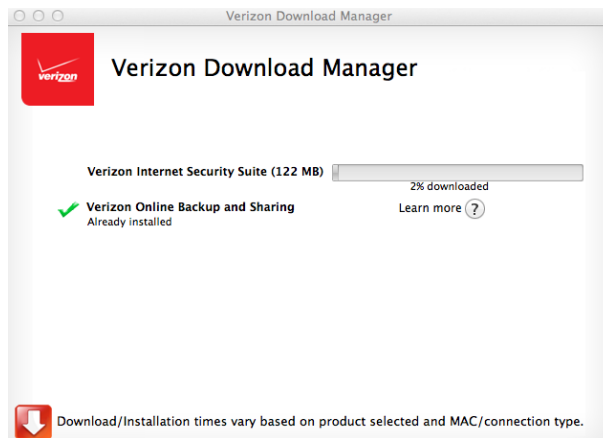 Verizon Download Manager
verizon
Verizon Download Manager
Verizon Internet Security Suite (122 MB)
2% downloaded
Verizon Online Backup and Sharing
Learn more ?
Already installed
Download/Installation times vary based on product selected and MAC/connection type.